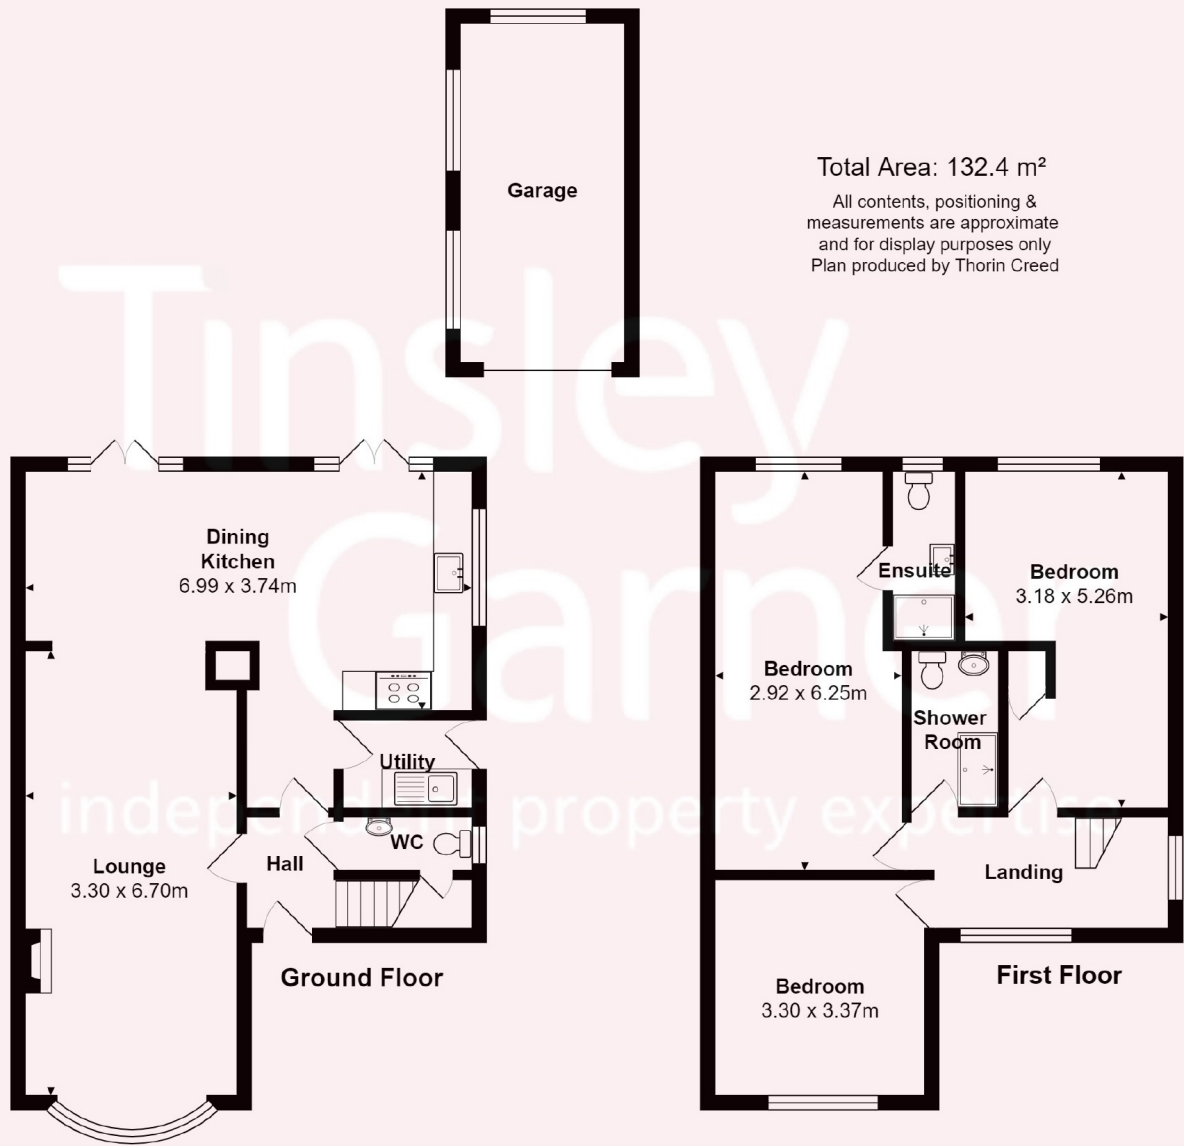 Garage
Total Area: 132.4 m²
All contents, positioning &
measurements are approximate
and for display purposes only
Plan produced by Thorin Creed
Tinsley
Garner
independent property expertise
Dining
Kitchen
6.99 x 3.74m
Utility
WC
Hall
Lounge
3.30 x 6.70m
Ground Floor
Ensuite
Bedroom
3.18 x 5.26m
Bedroom
2.92 x 6.25m
Shower
Room
Landing
Bedroom
3.30 x 3.37m
First Floor